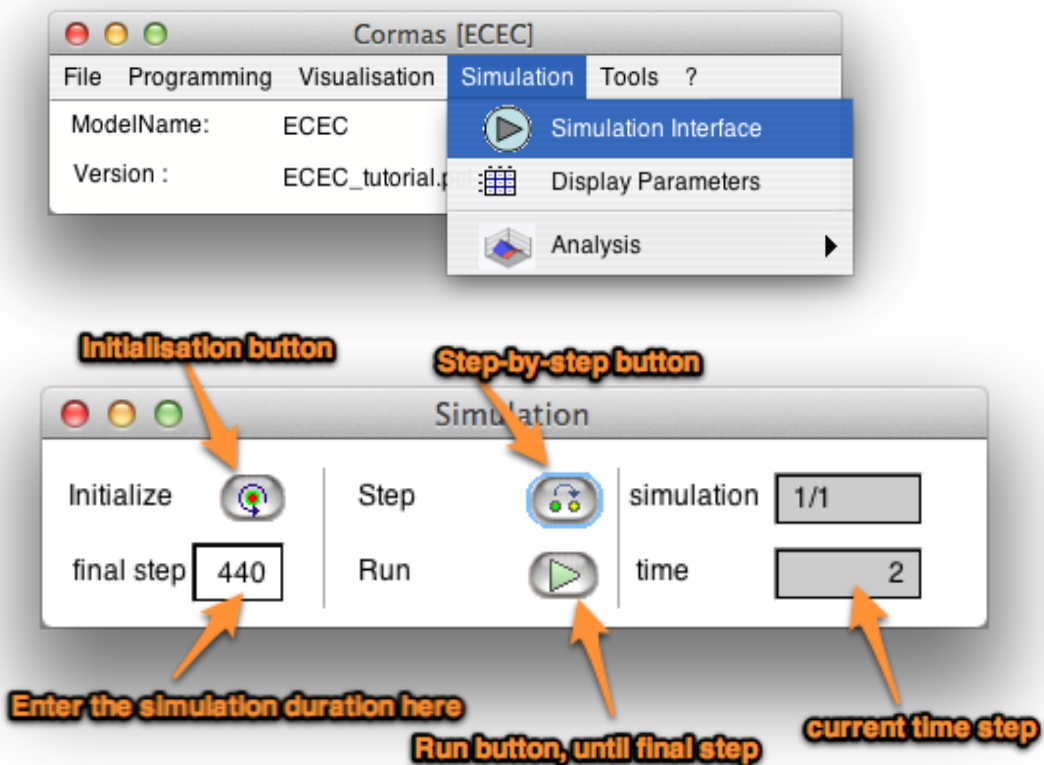 Cormas [ECEC]
File Programming Visualisation Simulation Tools ?
ModelName: ECEC
Simulation Interface
Version : ECEC_tutorial.p
Display Parameters
Analysis
Initialisation button
Step-by-step button
Simulation
Initialize Step simulation 1/1
final step 440 Run time 2
Enter the simulation duration here
Run button, until final step
current time step